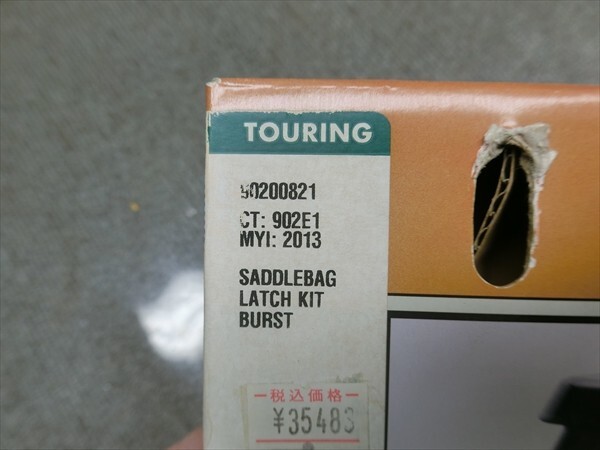 TOURING
90200821
CT: 902E1
MYI: 2013
SADDLEBAG
LATCH KIT
BURST
税込価格
¥35483